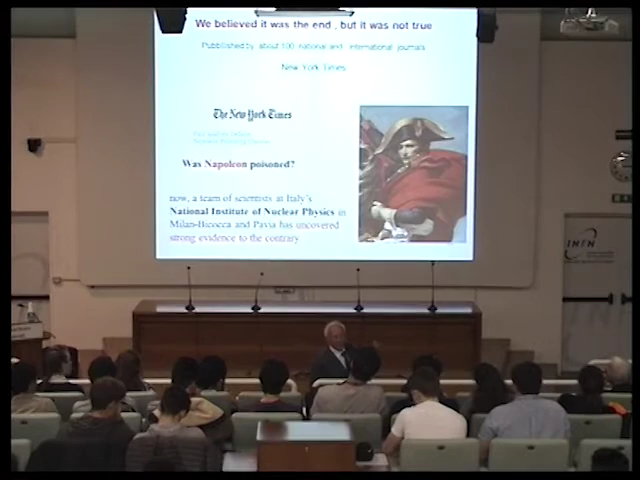 We believed it was the end , but it was not true
Pubblished by about 100 national and international journals
New York Times
The New York Times
Was Napoleon poisoned?
now, a team of scientists at Italy's
National Institute of Nuclear Physics in
Milan-Bicocca and Pavia has uncovered
strong evidence to the contrary
INFN